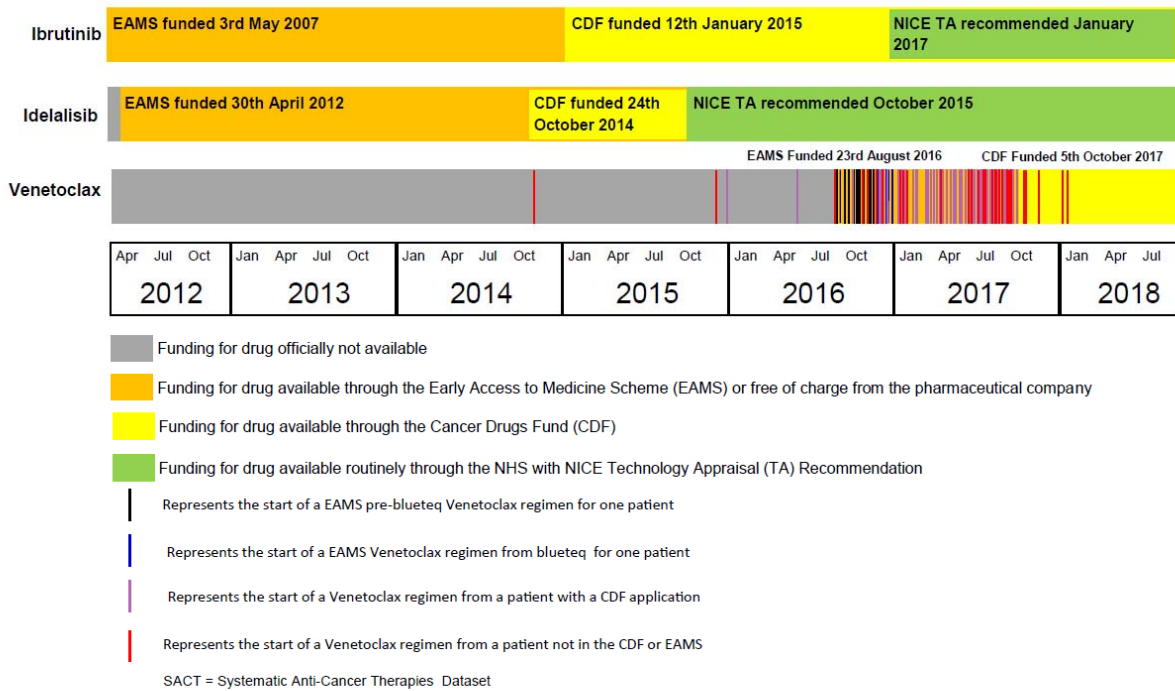 Ibrutinib
EAMS funded 3rd May 2007
CDF funded 12th January 2015
NICE TA recommended January
2017
Idelalisib
EAMS funded 30th April 2012
CDF funded 24th
October 2014
NICE TA recommended October 2015
EAMS Funded 23rd August 2016
CDF Funded 5th October 2017
Venetoclax
Apr Jul Oct
Jan Apr Jul Oct
Jan Apr Jul Oct
Jan Apr Jul Oct
Jan Apr Jul Oct
Jan Apr Jul Oct
Jan Apr Jul
2012
2013
2014
2015
2016
2017
2018
Funding for drug officially not available
Funding for drug available through the Early Access to Medicine Scheme (EAMS) or free of charge from the pharmaceutical company
Funding for drug available through the Cancer Drugs Fund (CDF)
Funding for drug available routinely through the NHS with NICE Technology Appraisal (TA) Recommendation
Represents the start of a EAMS pre-blueteq Venetoclax regimen for one patient
Represents the start of a EAMS Venetoclax regimen from blueteq for one patient
Represents the start of a Venetoclax regimen from a patient with a CDF application
Represents the start of a Venetoclax regimen from a patient not in the CDF or EAMS
SACT = Systematic Anti-Cancer Therapies Dataset